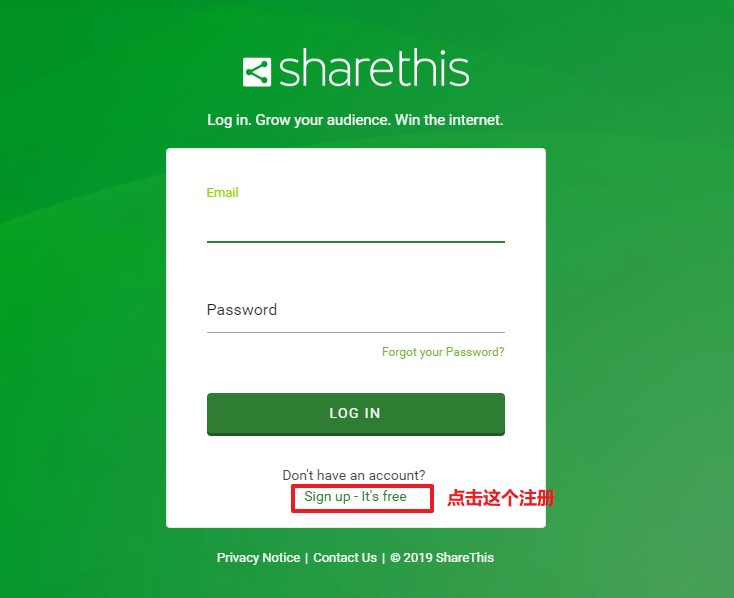 sharethis
Log in. Grow your audience. Win the internet.
Email
Password
Forgot your Password?
LOG IN
Don't have an account?
Sign up - It's free 点击这个注册
Privacy Notice | Contact Us | © 2019 ShareThis